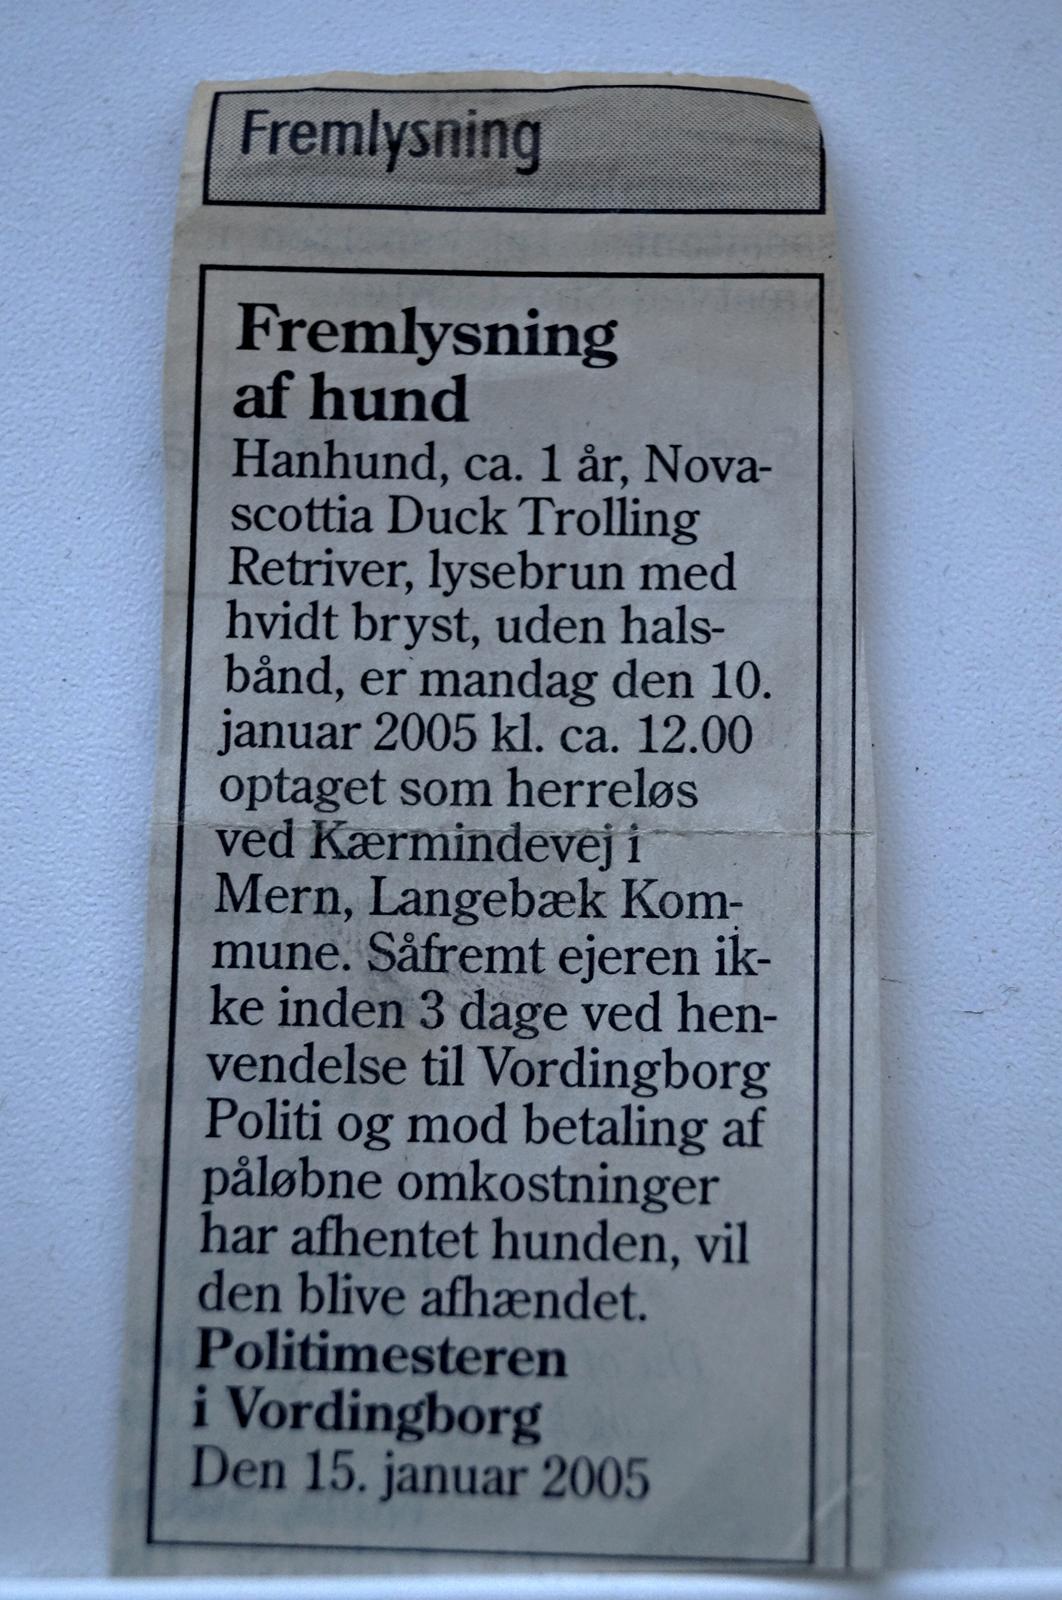 Fremlysning
Fremlysning
af hund
Hanhund, ca. 1 år, Nova-
scottia Duck Trolling
Retriver, lysebrun med
hvidt bryst, uden hals-
bånd, er mandag den 10.
januar 2005 kl. ca. 12.00
optaget som herreløs
ved Kærmindevej i
Mern, Langebæk Kom-
mune. Såfremt ejeren ik-
ke inden 3 dage ved hen-
vendelse til Vordingborg
Politi og mod betaling af
påløbne omkostninger
har afhentet hunden, vil
den blive afhændet.
Politimesteren
i Vordingborg
Den 15. januar 2005